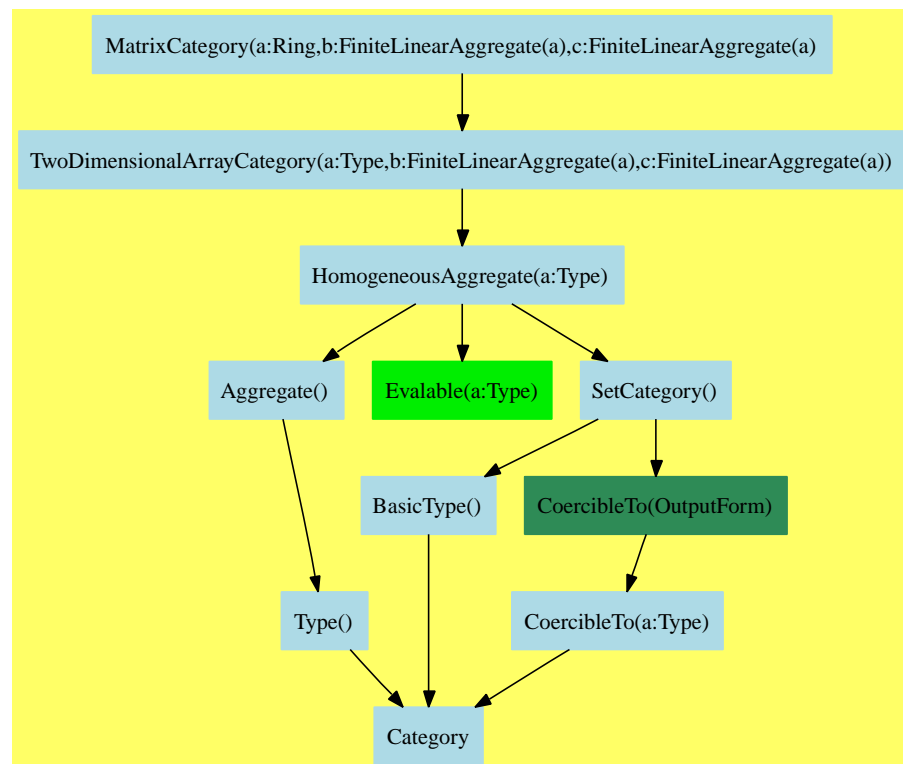 MatrixCategory(a:Ring,b:FiniteLinearAggregate(a),c:FiniteLinearAggregate(a)
TwoDimensionalArrayCategory(a:Type,b:FiniteLinearAggregate(a),c:FiniteLinearAggregate(a))
HomogeneousAggregate(a:Type)
Aggregate()
Evalable(a:Type)
SetCategory()
BasicType()
CoercibleTo(OutputForm)
Type()
CoercibleTo(a:Type)
Category